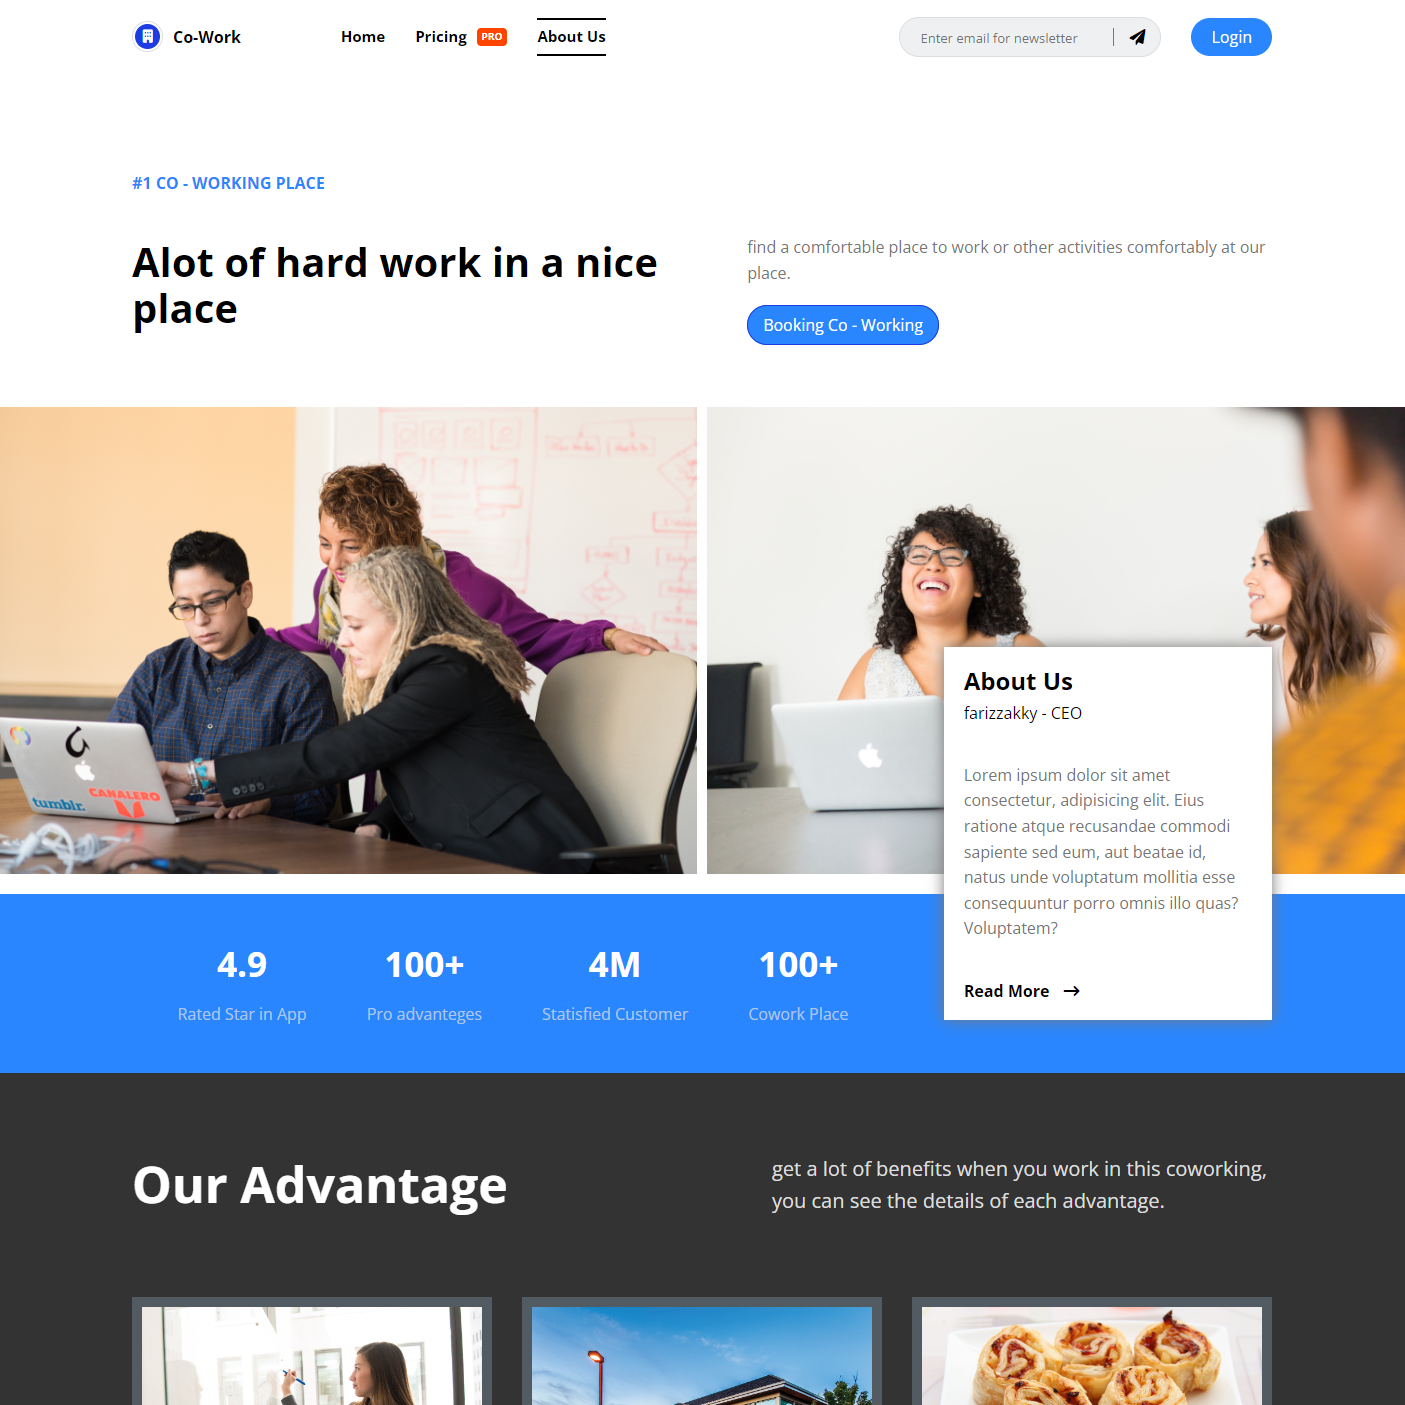 Co-Work
Home
Pricing PRO
About Us
Enter email for newsletter
Login
#1 CO - WORKING PLACE
Alot of hard work in a nice
place
find a comfortable place to work or other activities comfortably at our
place.
Booking Co - Working
CANALERO
tumblr.
About Us
farizzakky - CEO
Lorem ipsum dolor sit amet
consectetur, adipisicing elit. Eius
ratione atque recusandae commodi
sapiente sed eum, aut beatae id,
natus unde voluptatum mollitia esse
consequuntur porro omnis illo quas?
Voluptatem?
Read More
4.9
Rated Star in App
100+
Pro advanteges
4M
Statisfied Customer
100+
Cowork Place
Our Advantage
get a lot of benefits when you work in this coworking,
you can see the details of each advantage.